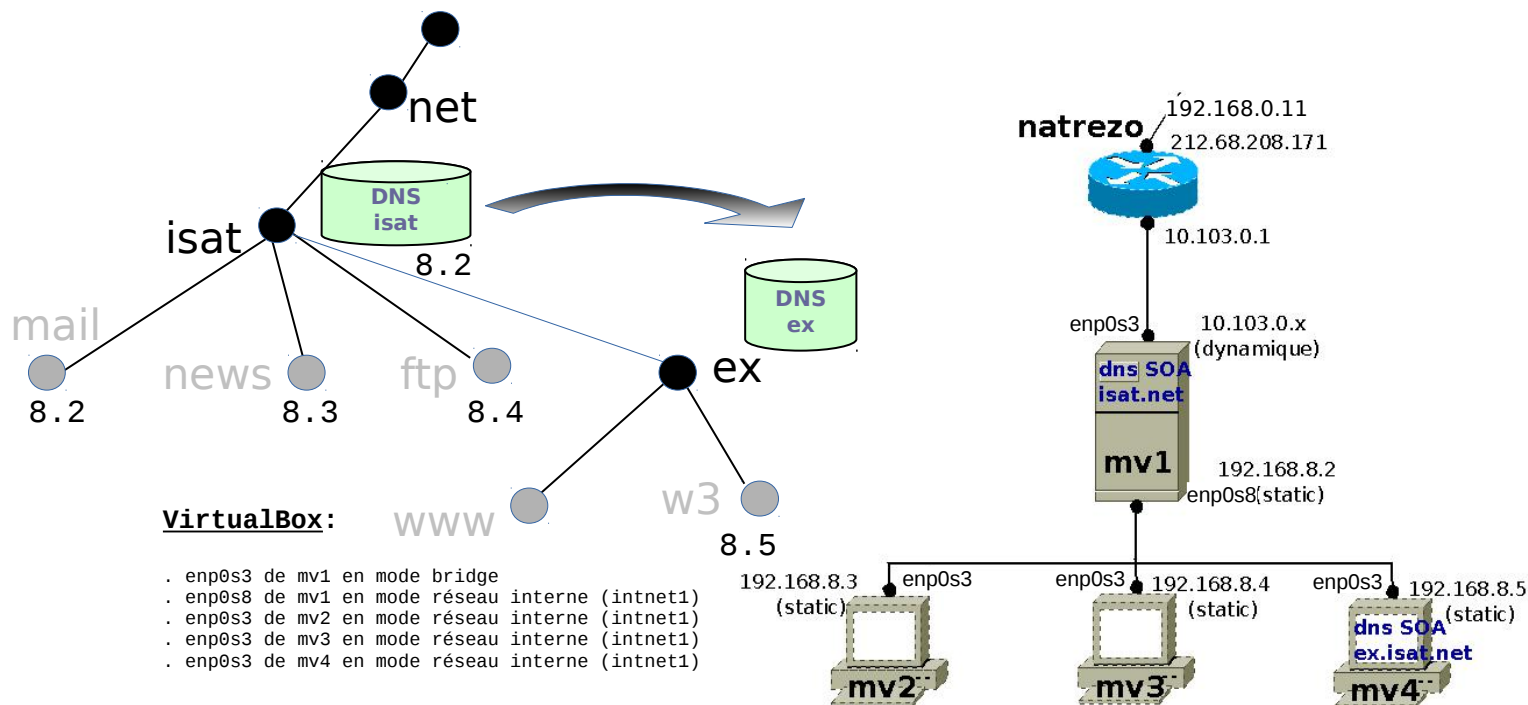 net
DNS
isat
isat
8.2
mail
8.2
news
8.3
ftp
8.4
DNS
ex
ex
www
w3
8.5
VirtualBox:
. enp0s3 de mv1 en mode bridge
. enp0s8 de mv1 en mode réseau interne (intnet1)
. enp0s3 de mv2 en mode réseau interne (intnet1)
. enp0s3 de mv3 en mode réseau interne (intnet1)
. enp0s3 de mv4 en mode réseau interne (intnet1)
natrezo
192.168.0.11
212.68.208.171
10.103.0.1
enp0s3
10.103.0.x
(dynamique)
dns SOA
isat.net
mv1
192.168.8.2
enp0s8(static)
192.168.8.3
(static)
enp0s3
mv2
enp0s3
192.168.8.4
(static)
mv3
enp0s3
192.168.8.5
(static)
dns SOA
ex.isat.net
mv4